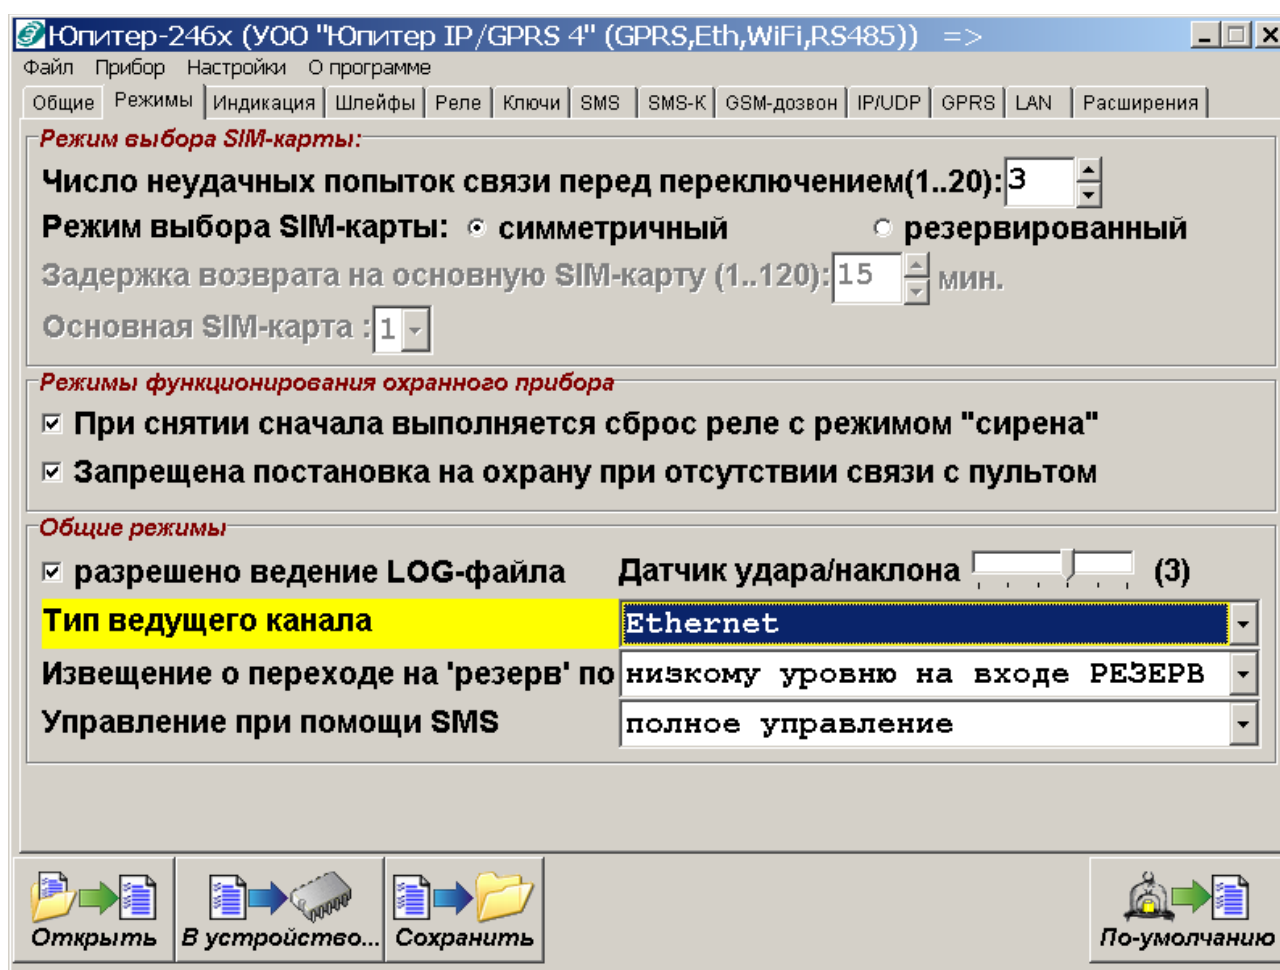 Юпитер-246x (УОО "Юпитер IP/GPRS 4" (GPRS,Eth,WiFi,RS485)) =>
Файл Прибор Настройки О программе
Общие Режимы Индикация Шлейфы Реле Ключи SMS SMS-К GSM-дозвон IP/UDP GPRS LAN Расширения
Режим выбора SIM-карты:
Число неудачных попыток связи перед переключением(1..20): 3
Режим выбора SIM-карты: симметричный резервированный
Задержка возврата на основную SIM-карту (1..120): 15 мин.
Основная SIM-карта : 1
Режимы функционирования охранного прибора
При снятии сначала выполняется сброс реле с режимом "сирена"
Запрещена постановка на охрану при отсутствии связи с пультом
Общие режимы
разрешено ведение LOG-файла Датчик удара/наклона (3)
Тип ведущего канала Ethernet
Извещение о переходе на 'резерв' по низкому уровню на входе РЕЗЕРВ
Управление при помощи SMS полное управление
Открыть В устройство... Сохранить По-умолчанию